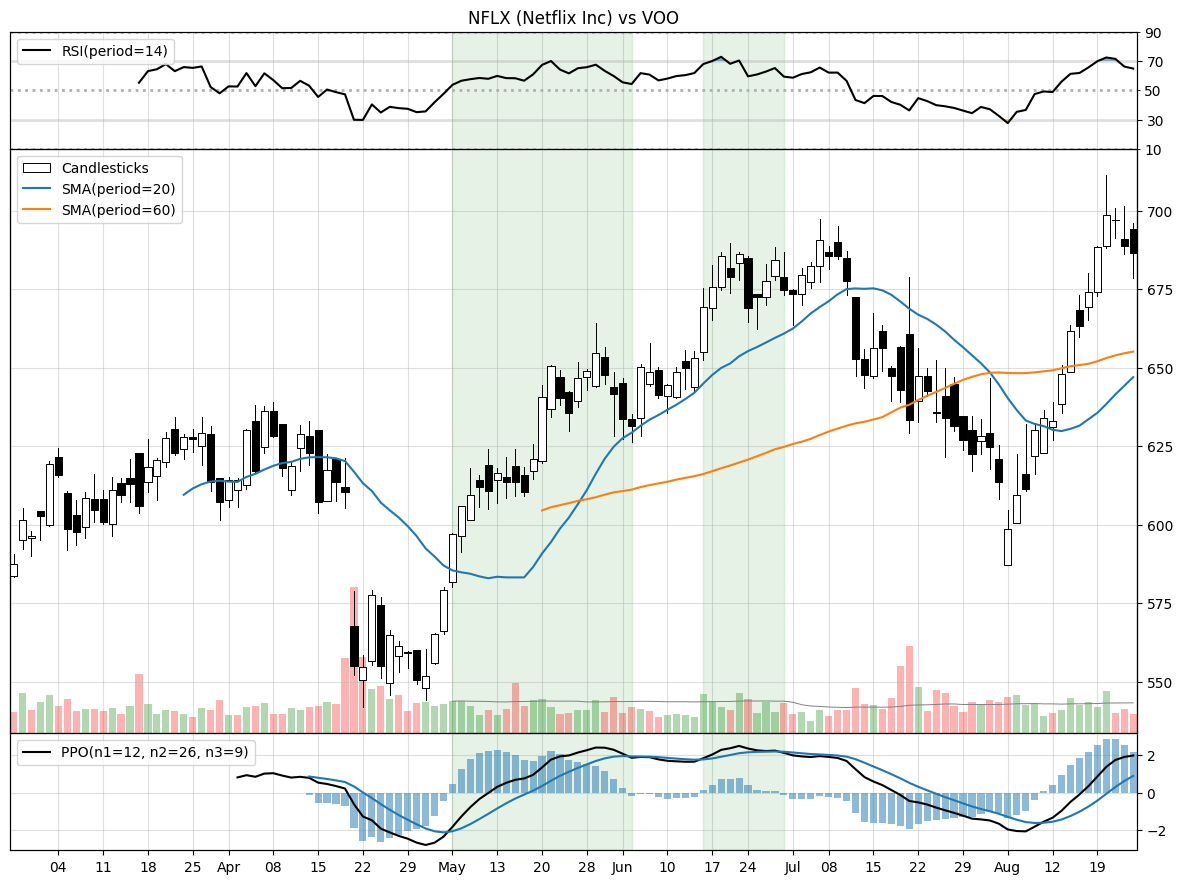 NFLX (Netflix Inc) vs VOO
RSI(period=14)
90
70
50
30
10
Candlesticks
SMA(period=20)
SMA(period=60)
700
675
650
625
600
575
550
PPO(n1=12, n2=26, n3=9)
2
0
−2
04 11 18 25 Apr 08 15 22 29 May 13 20 28 Jun 10 17 24 Jul 08 15 22 29 Aug 12 19